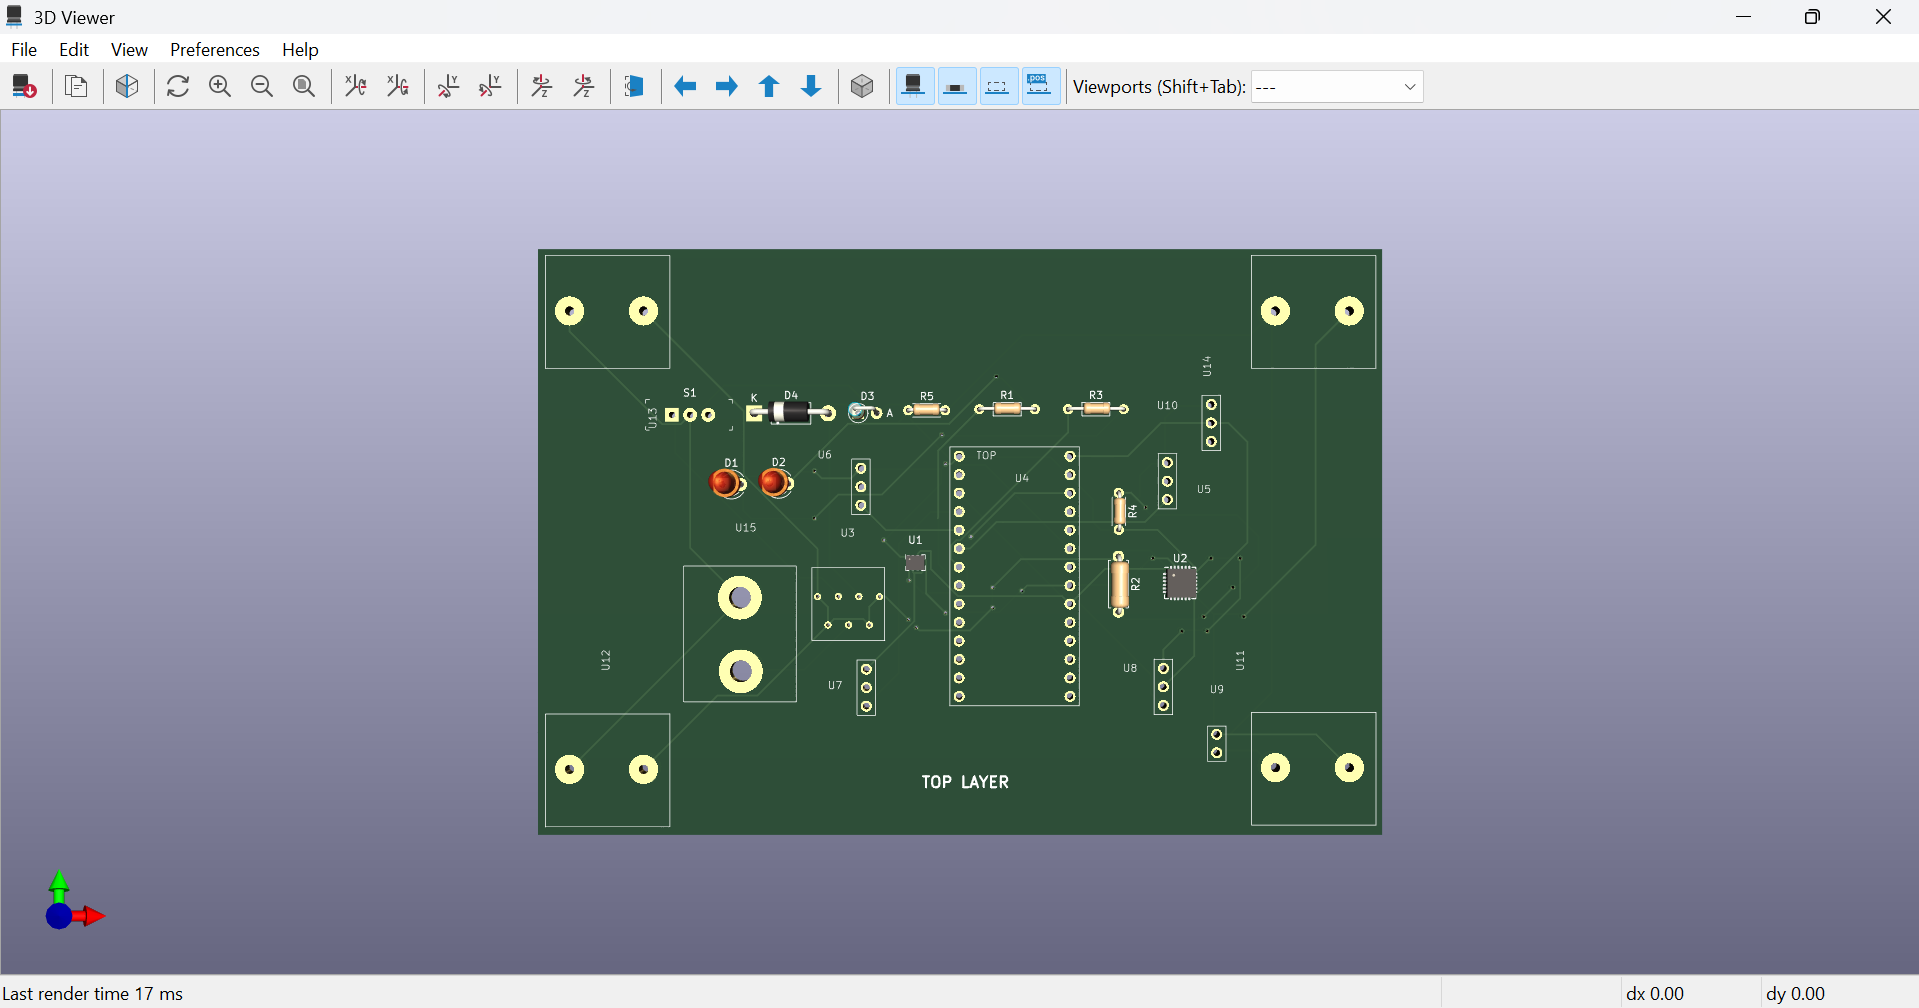 3D Viewer
File Edit View Preferences Help
.pos Viewports (Shift+Tab): ---
U14
S1 K D4 D3 R5 R1 R3
U13 A U10
D1 D2 U6 TOP
U4 U5
U15 U3 U1 R4
U2
R2
U12 U7 U8 U11
U9
TOP LAYER
Last render time 17 ms dx 0.00 dy 0.00